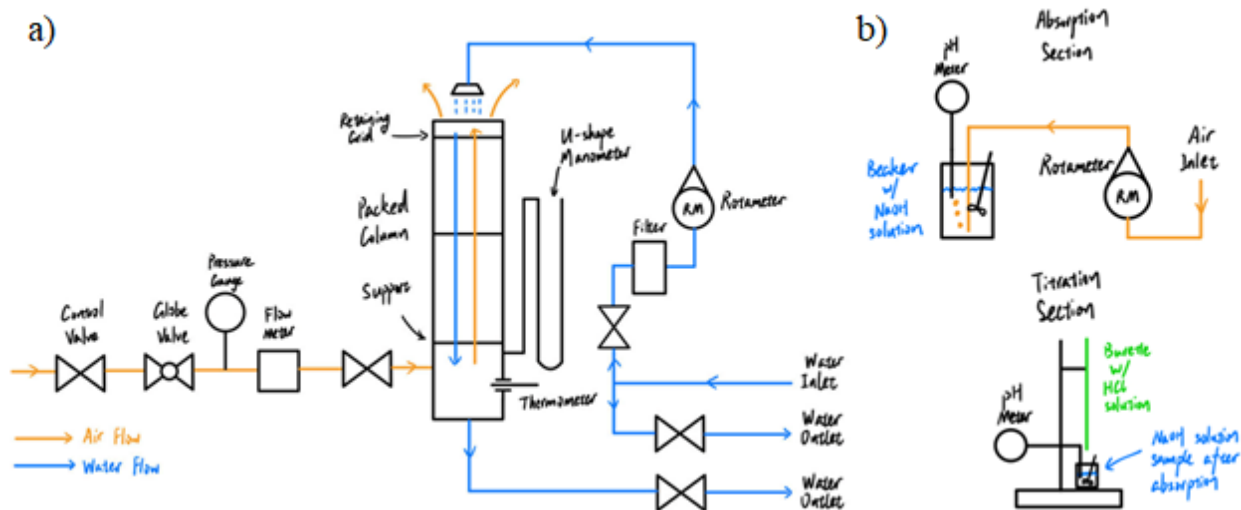 a)
Retaining
Grid
U-shape
Manometer
Packed
Column
Support
Pressure
Gauge
Control
Valve
Globe
Valve
Flow
Meter
Thermometer
Filter
RM
Rotameter
Water
Inlet
Water
Outlet
Water
Outlet
Air Flow
Water Flow
b)
Absorption
Section
pH
Meter
Becker
w/
NaOH
solution
Rotameter
RM
Air
Inlet
Titration
Section
Burette
w/
HCl
solution
pH
Meter
NaOH solution
sample after
absorption